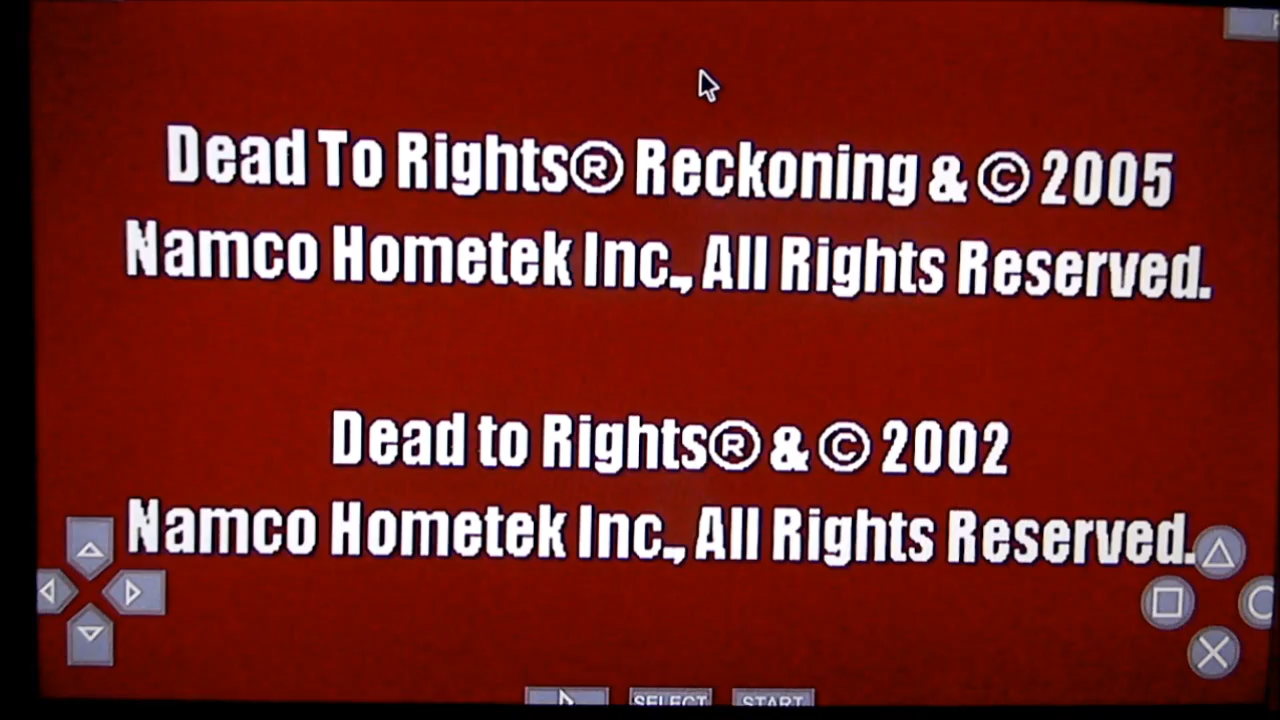 Dead To Rights® Reckoning & © 2005
Namco Hometek Inc., All Rights Reserved.
Dead to Rights® & © 2002
Namco Hometek Inc., All Rights Reserved.
SELECT START